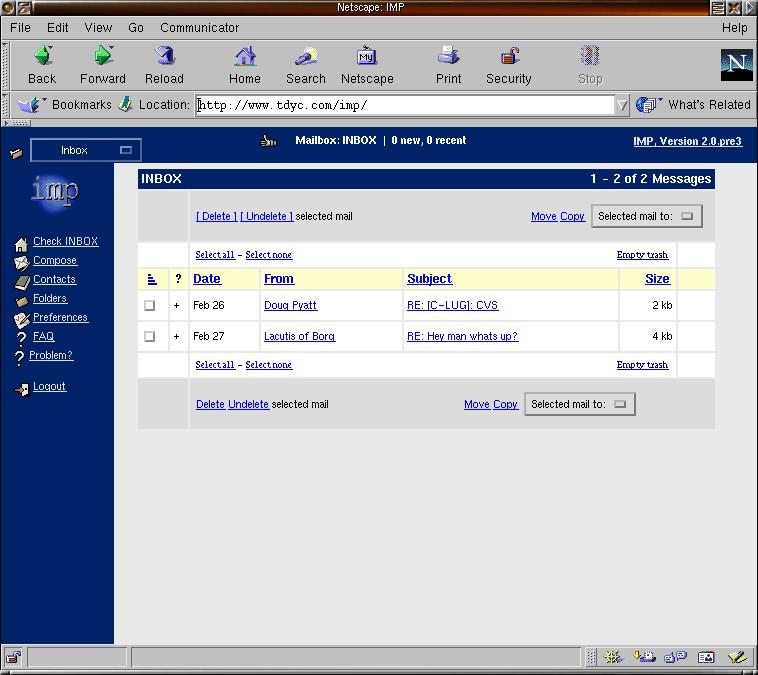 Netscape: IMP
File Edit View Go Communicator Help
Back Forward Reload Home Search Netscape Print Security Stop
My
N
Bookmarks Location: http://www.tdyc.com/imp/ What's Related
Inbox Mailbox: INBOX | 0 new, 0 recent IMP, Version 2.0.pre3
imp
INBOX 1 - 2 of 2 Messages
[ Delete ] [ Undelete ] selected mail Move Copy Selected mail to:
Check INBOX
Compose
Contacts
Folders
Preferences
FAQ
Problem?
Logout
Select all - Select none Empty trash
? Date From Subject Size
+ Feb 26 Doug Pyatt RE: [C-LUG]: CVS 2 kb
+ Feb 27 Lacutis of Borg RE: Hey man whats up? 4 kb
Select all - Select none Empty trash
Delete Undelete selected mail Move Copy Selected mail to: